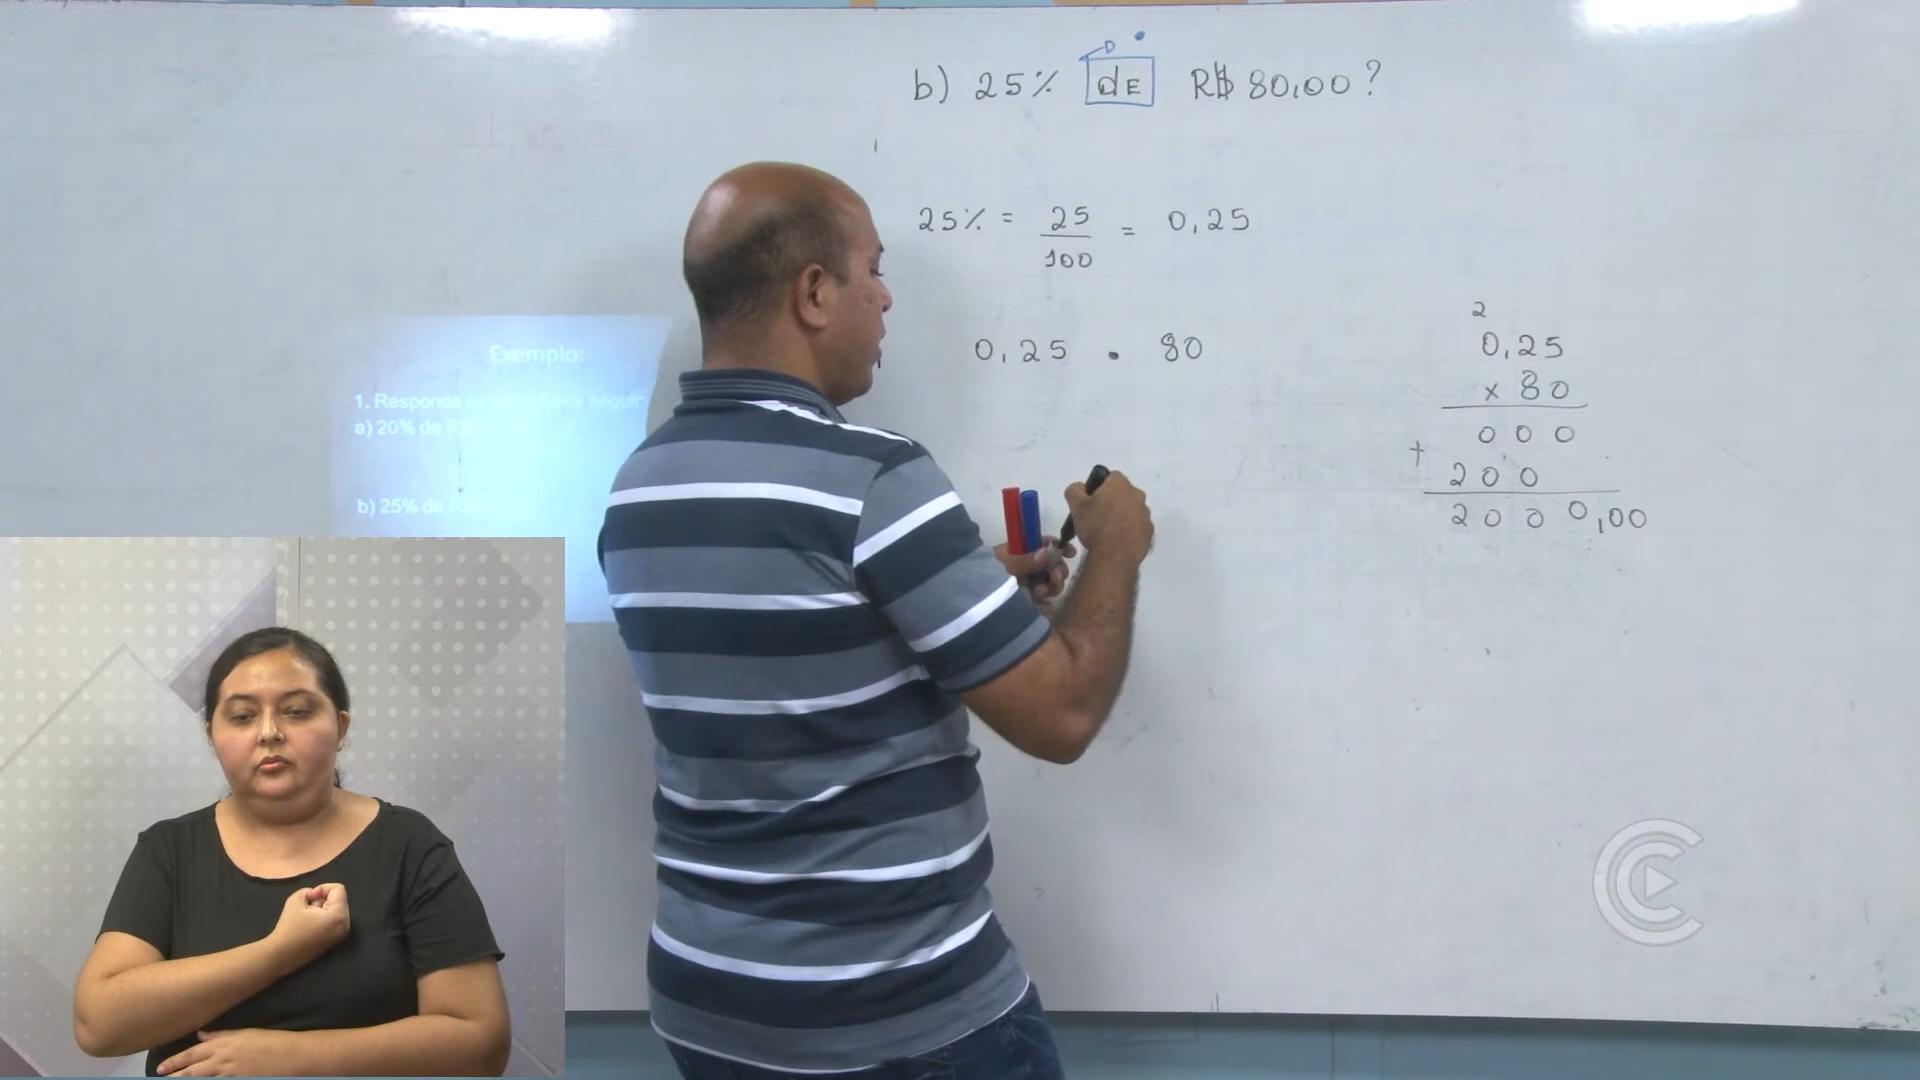 b) 25% de R$ 80,00?
25% = 25/100 = 0,25
0,25 . 80
2
0,25
x 80
000
+ 200
2000,00
Exemplo:
1. Responda seguir
a) 20% de
b) 25% de